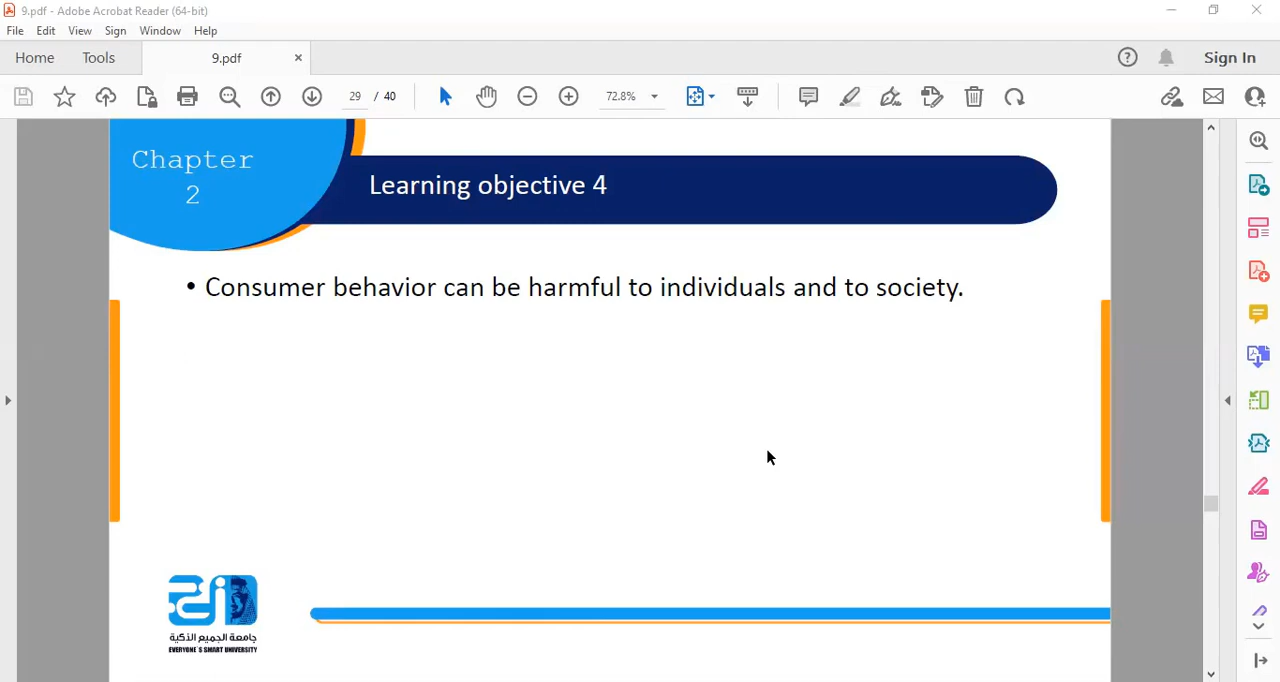 9.pdf - Adobe Acrobat Reader (64-bit)
File Edit View Sign Window Help
Home Tools 9.pdf × Sign In
29 / 40 72.8%
Chapter
2
Learning objective 4
• Consumer behavior can be harmful to individuals and to society.
جامعة الجميع الذكية
EVERYONE'S SMART UNIVERSITY